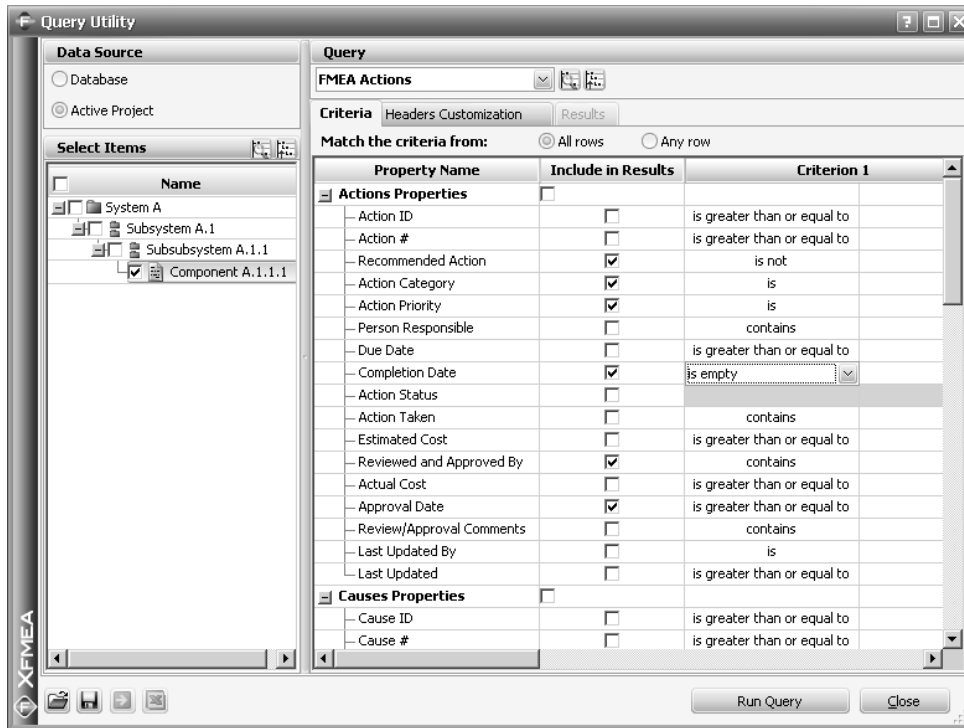 Query Utility
Data Source
Database
Active Project
Select Items
Name
System A
Subsystem A.1
Subsubsystem A.1.1
Component A.1.1.1
Query
FMEA Actions
Criteria Headers Customization Results
Match the criteria from: All rows Any row
Property Name Include in Results Criterion 1
Actions Properties
Action ID is greater than or equal to
Action # is greater than or equal to
Recommended Action is not
Action Category is
Action Priority is
Person Responsible contains
Due Date is greater than or equal to
Completion Date is empty
Action Status
Action Taken contains
Estimated Cost is greater than or equal to
Reviewed and Approved By contains
Actual Cost is greater than or equal to
Approval Date is greater than or equal to
Review/Approval Comments contains
Last Updated By is
Last Updated is greater than or equal to
Causes Properties
Cause ID is greater than or equal to
Cause # is greater than or equal to
XFMEA
Run Query Close